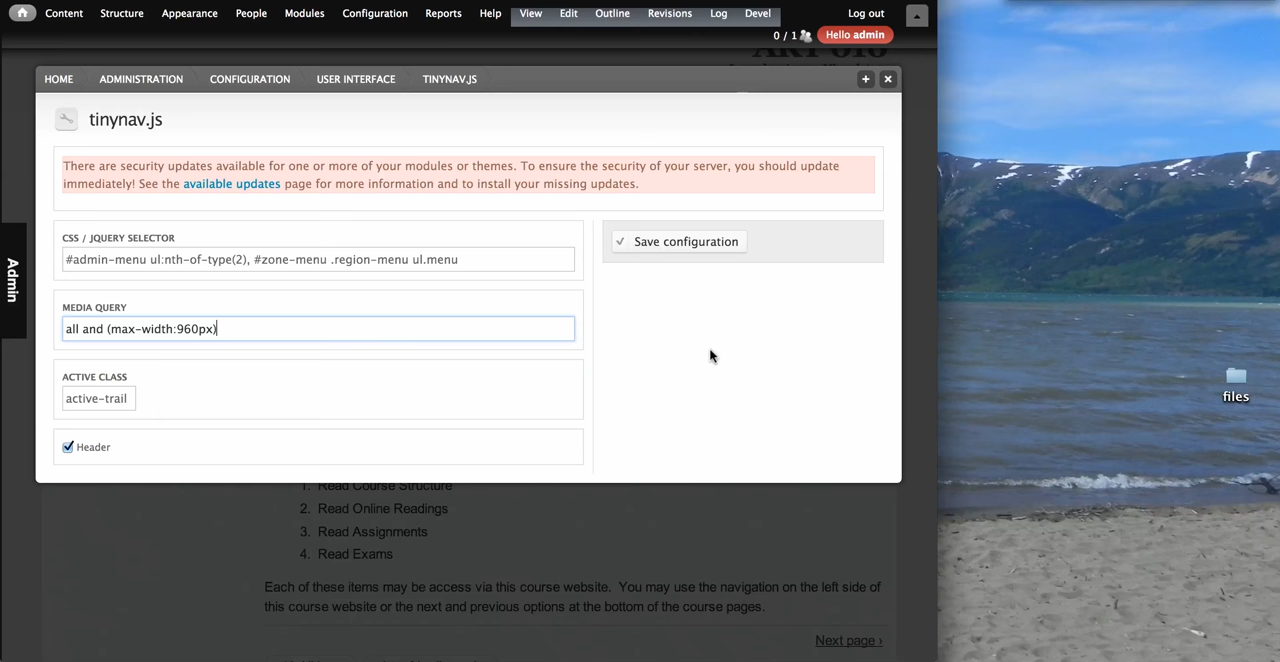 Content Structure Appearance People Modules Configuration Reports Help View Edit Outline Revisions Log Devel Log out
0 / 1 Hello admin
HOME ADMINISTRATION CONFIGURATION USER INTERFACE TINYNAV.JS
tinynav.js
There are security updates available for one or more of your modules or themes. To ensure the security of your server, you should update
immediately! See the available updates page for more information and to install your missing updates.
CSS / JQUERY SELECTOR
#admin-menu ul:nth-of-type(2), #zone-menu .region-menu ul.menu
Save configuration
MEDIA QUERY
all and (max-width:960px)
ACTIVE CLASS
active-trail
Header
Admin
files
1. Read Course Structure
2. Read Online Readings
3. Read Assignments
4. Read Exams
Each of these items may be access via this course website. You may use the navigation on the left side of
this course website or the next and previous options at the bottom of the course pages.
Next page ›